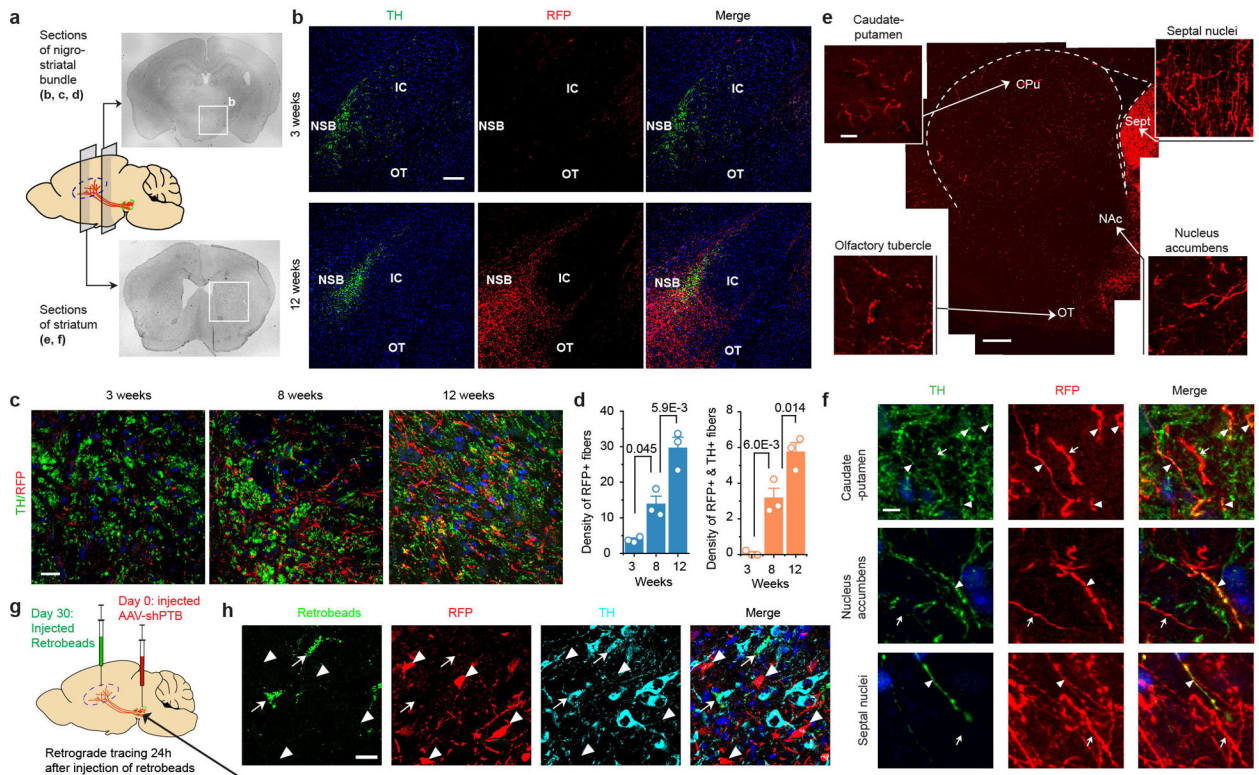 a
Sections
of nigro-
striatal
bundle
(b, c, d)
b
Sections
of striatum
(e, f)
b
TH
RFP
Merge
3 weeks
NSB
IC
OT
NSB
IC
OT
NSB
IC
OT
12 weeks
NSB
IC
OT
NSB
IC
OT
NSB
IC
OT
e
Caudate-
putamen
Septal nuclei
CPu
Sept
NAc
Olfactory tubercle
Nucleus
accumbens
OT
c
3 weeks
8 weeks
12 weeks
TH/RFP
d
Density of RFP+ fibers
40
30
20
10
0
0.045
5.9E-3
3 8 12
Weeks
Density of RFP+ & TH+ fibers
8
6
4
2
0
6.0E-3
0.014
3 8 12
Weeks
f
TH
RFP
Merge
Caudate
-putamen
Nucleus
accumbens
Septal nuclei
g
Day 30:
Injected
Retrobeads
Day 0: injected
AAV-shPTB
Retrograde tracing 24h
after injection of retrobeads
h
Retrobeads
RFP
TH
Merge